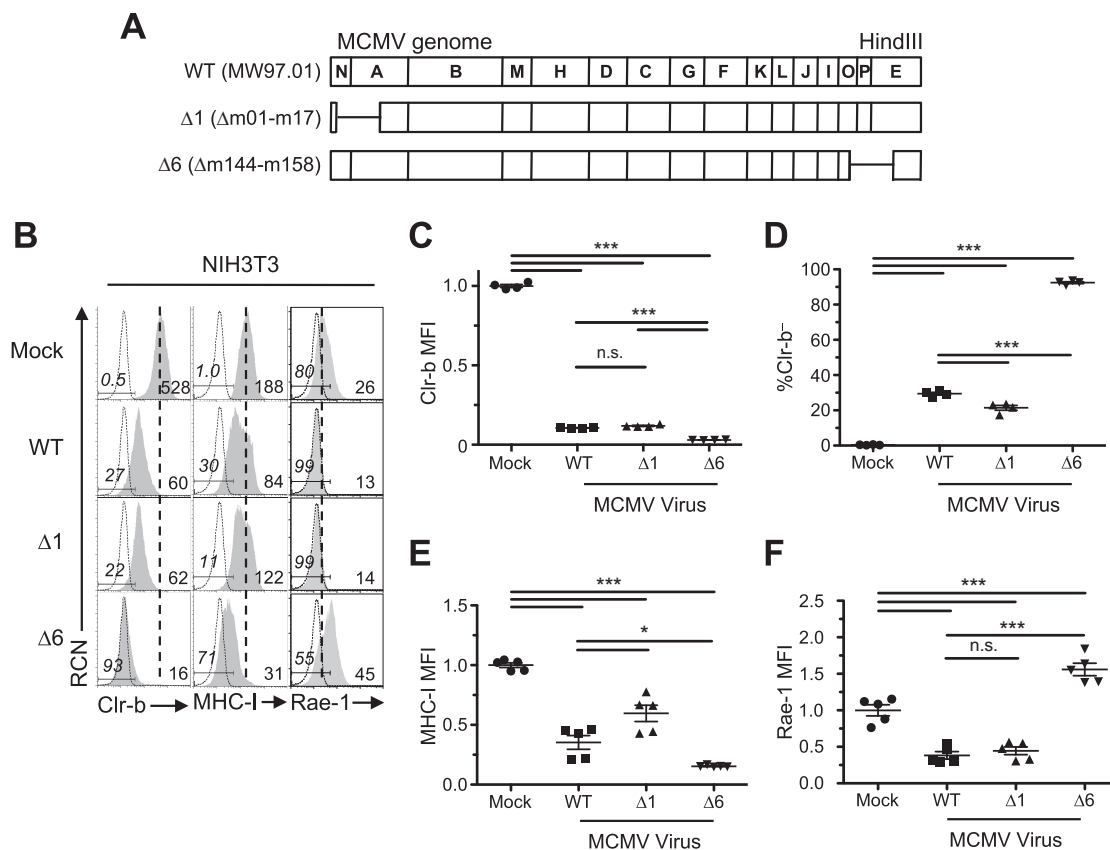 A
MCMV genome HindIII
WT (MW97.01) N A B M H D C G F K L J I O P E
Δ1 (Δm01-m17)
Δ6 (Δm144-m158)
B
NIH3T3
Mock 0.5 528 1.0 188 80 26
WT 27 60 30 84 99 13
Δ1 22 62 11 122 99 14
Δ6 93 16 71 31 55 45
RCN
Clr-b MHC-I Rae-1
C
***
***
n.s.
Clr-b MFI
1.0
0.5
0
Mock WT Δ1 Δ6
MCMV Virus
D
***
***
%Clr-b–
100
80
60
40
20
0
Mock WT Δ1 Δ6
MCMV Virus
E
***
*
MHC-I MFI
1.5
1.0
0.5
0.0
Mock WT Δ1 Δ6
MCMV Virus
F
***
***
n.s.
Rae-1 MFI
2.5
2.0
1.5
1.0
0.5
0.0
Mock WT Δ1 Δ6
MCMV Virus